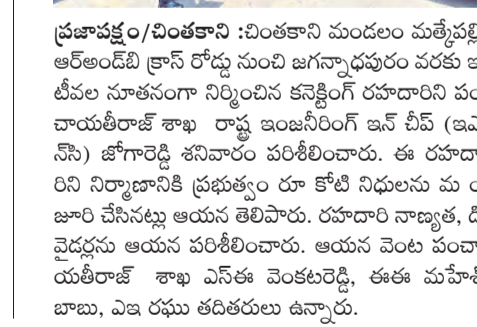 ప్రజాపక్షం/చింతకాని :చింతకాని మండలం మత్కేపల్లి
ఆర్అండ్‌బి క్రాస్ రోడ్డు నుంచి జగన్నాధపురం వరకు ఇ
టీవల నూతనంగా నిర్మించిన కనెక్టింగ్ రహదారిని పం
చాయతీరాజ్ శాఖ రాష్ట్ర ఇంజనీరింగ్ ఇన్ చీప్ (ఇఎ
న్‌సి) జోగారెడ్డి శనివారం పరిశీలించారు. ఈ రహదా
రిని నిర్మాణానికి ప్రభుత్వం రూ కోటి నిధులను మ ం
జూరి చేసినట్లు ఆయన తెలిపారు. రహదారి నాణ్యత, డి
వైడర్లను ఆయన పరిశీలించారు. ఆయన వెంట పంచా
యతీరాజ్ శాఖ ఎస్ఈ వెంకటరెడ్డి, ఈఈ మహేశ్
బాబు, ఎఇ రఘు తదితరులు ఉన్నారు.